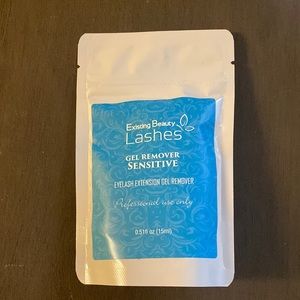 Existing Beauty
Lashes
GEL REMOVER
SENSITIVE
EYELASH EXTENSION GEL REMOVER
Professional use only
0.51fl oz (15ml)